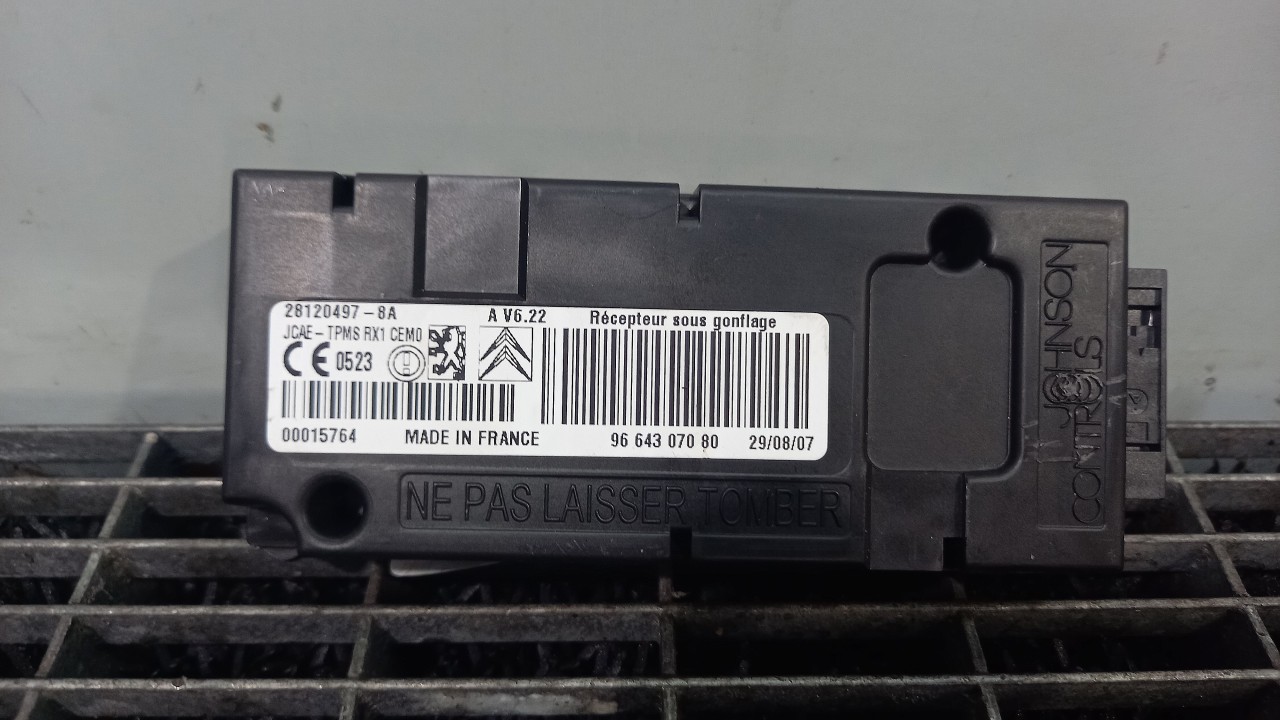 28120497-8A
A V6.22
Récepteur sous gonflage
JCAE-TPMS RX1 CEM0
CE 0523
00015764
MADE IN FRANCE
96 643 070 80
29/08/07
NE PAS LAISSER TOMBER
JOHNSON
CONTROLS